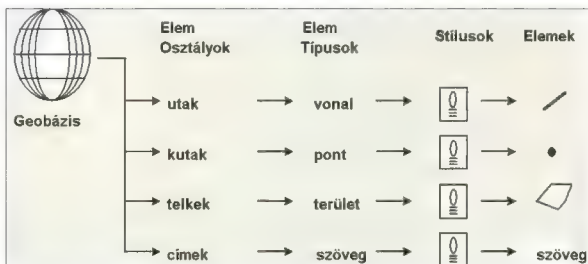 Elem Elem Stílusok Elemek
Osztályok Típusok
Geobázis
utak vonal
kutak pont
telkek terület
címek szöveg szöveg